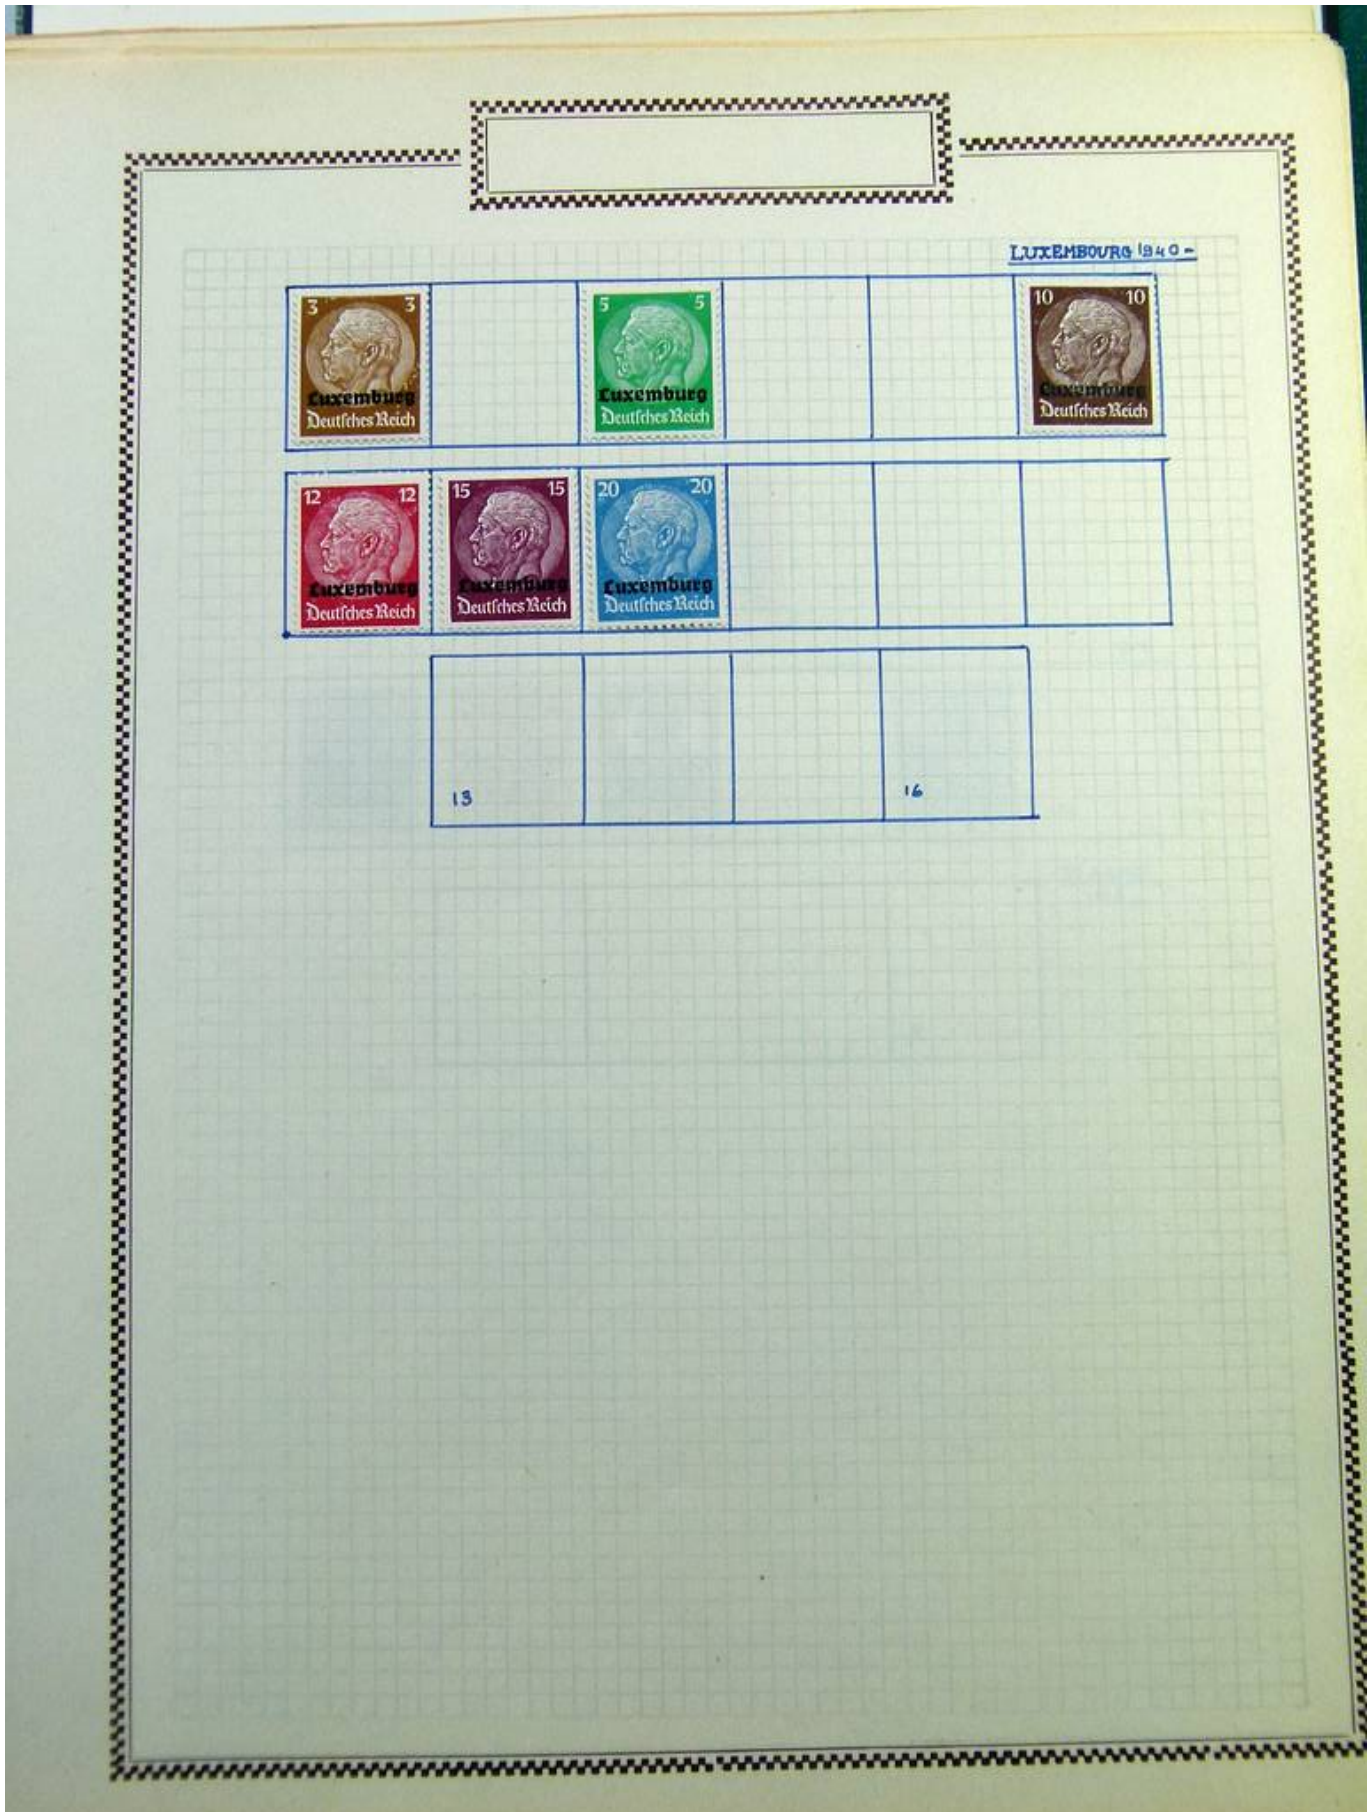 LUXEMBOURG 1940-
3 3
Luxemburg
Deutsches Reich
5 5
Luxemburg
Deutsches Reich
10 10
Luxemburg
Deutsches Reich
12 12
Luxemburg
Deutsches Reich
15 15
Luxemburg
Deutsches Reich
20 20
Luxemburg
Deutsches Reich
13
16